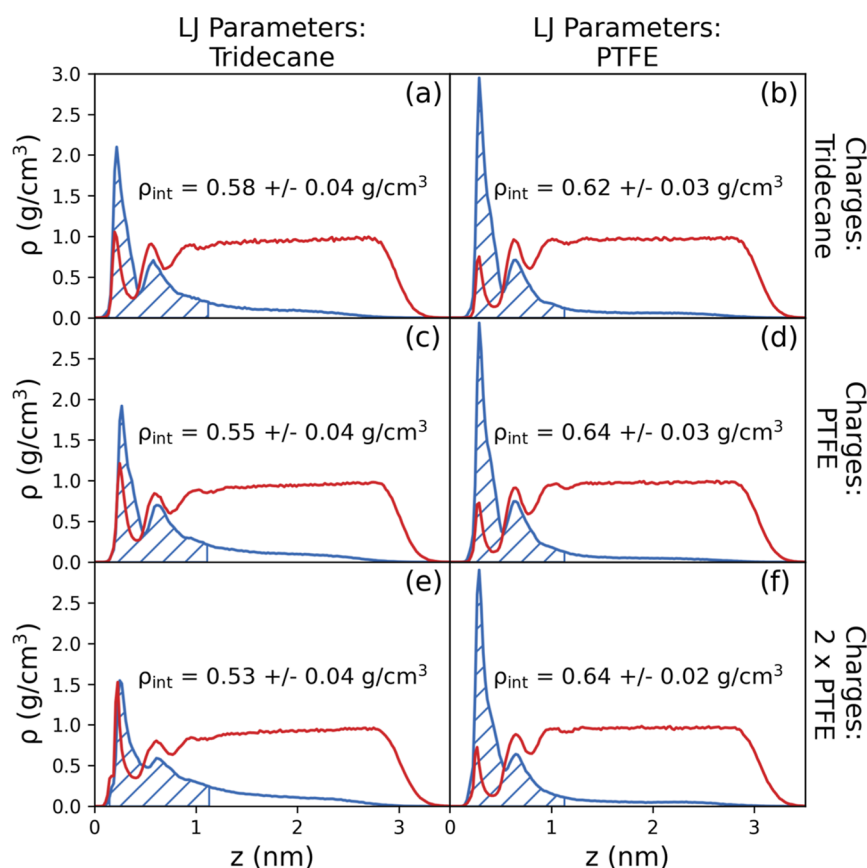 LJ Parameters:
Tridecane
LJ Parameters:
PTFE
3.0
2.5
2.0
1.5
1.0
0.5
0.0
ρ (g/cm³)
(a)
ρint = 0.58 +/- 0.04 g/cm³
(b)
ρint = 0.62 +/- 0.03 g/cm³
Charges:
Tridecane
2.5
2.0
1.5
1.0
0.5
0.0
ρ (g/cm³)
(c)
ρint = 0.55 +/- 0.04 g/cm³
(d)
ρint = 0.64 +/- 0.03 g/cm³
Charges:
PTFE
2.5
2.0
1.5
1.0
0.5
0.0
ρ (g/cm³)
(e)
ρint = 0.53 +/- 0.04 g/cm³
(f)
ρint = 0.64 +/- 0.02 g/cm³
Charges:
2 x PTFE
0 1 2 3
0 1 2 3
z (nm)
z (nm)